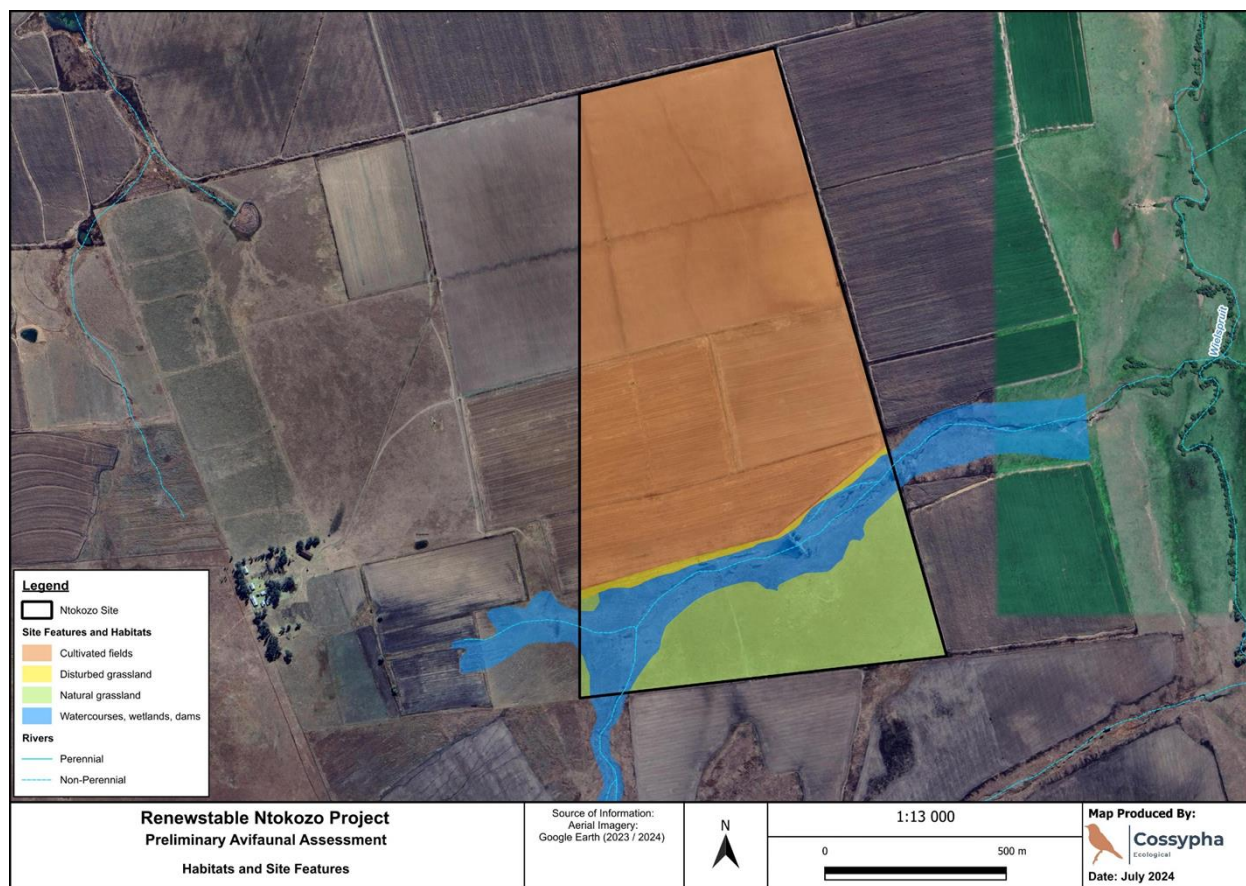 Wielspruit
Legend
Ntokozo Site
Site Features and Habitats
Cultivated fields
Disturbed grassland
Natural grassland
Watercourses, wetlands, dams
Rivers
Perennial
Non-Perennial
Renewstable Ntokozo Project
Preliminary Avifaunal Assessment
Habitats and Site Features
Source of Information:
Aerial Imagery:
Google Earth (2023 / 2024)
N
1:13 000
0 500 m
Map Produced By:
Cossypha
Ecological
Date: July 2024